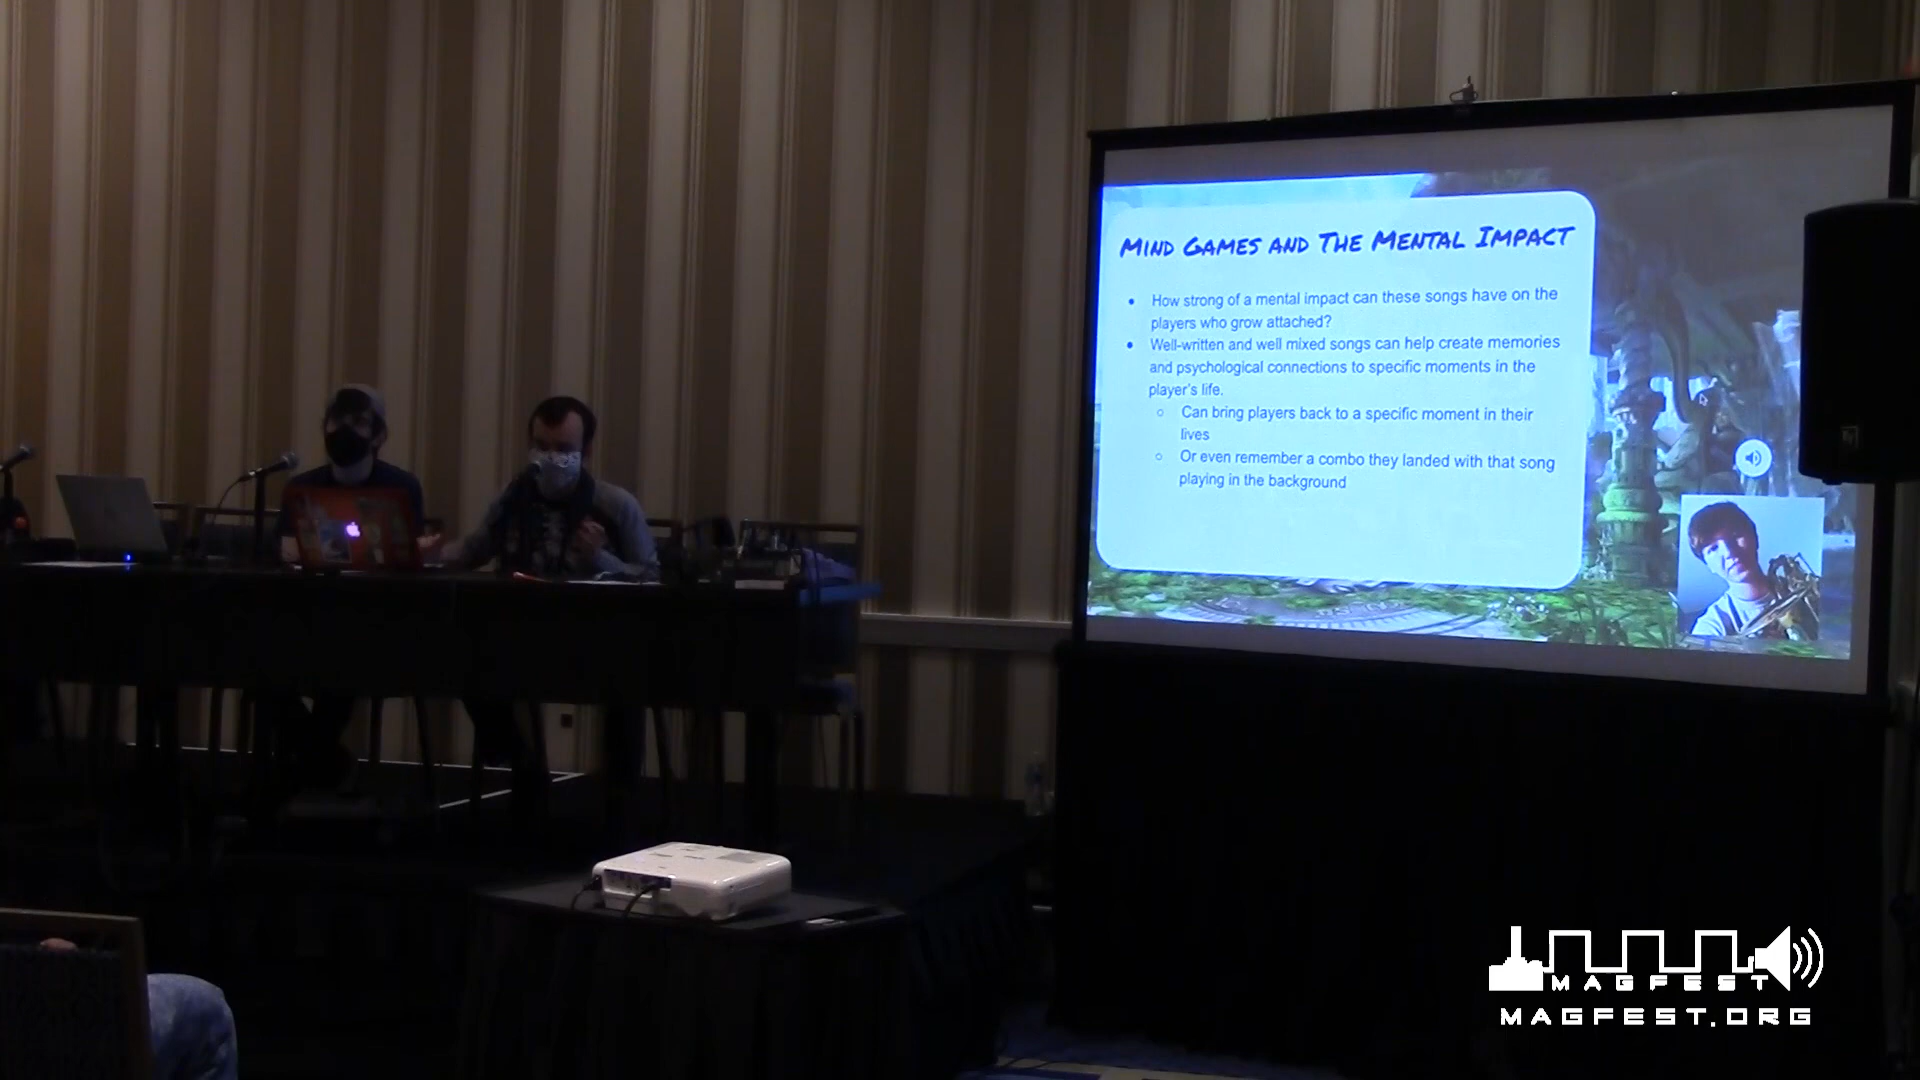 MIND GAMES AND THE MENTAL IMPACT
How strong of a mental impact can these songs have on the
players who grow attached?
Well-written and well mixed songs can help create memories
and psychological connections to specific moments in the
player's life.
Can bring players back to a specific moment in their
lives
Or even remember a combo they landed with that song
playing in the background
MAGFEST
MAGFEST.ORG